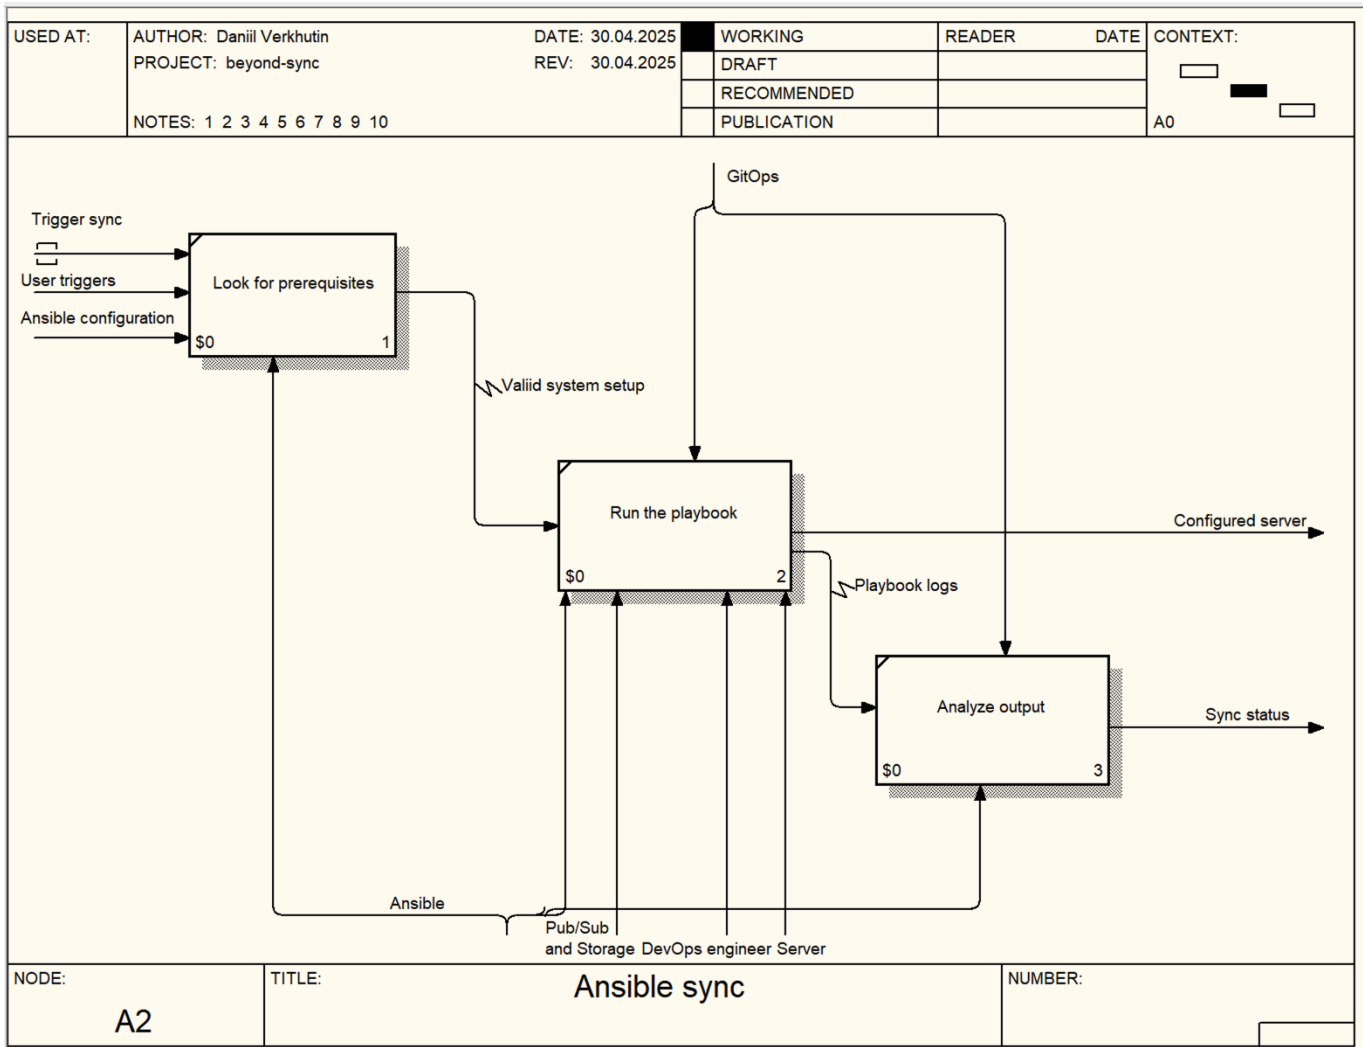 USED AT:
AUTHOR: Daniil Verkhutin
DATE: 30.04.2025
PROJECT: beyond-sync
REV: 30.04.2025
NOTES: 1 2 3 4 5 6 7 8 9 10
WORKING
DRAFT
RECOMMENDED
PUBLICATION
READER DATE
CONTEXT:
A0
GitOps
Trigger sync
User triggers
Ansible configuration
Look for prerequisites
$0 1
Valiid system setup
Run the playbook
$0 2
Configured server
Playbook logs
Analyze output
$0 3
Sync status
Ansible
Pub/Sub
and Storage
DevOps engineer
Server
NODE:
A2
TITLE:
Ansible sync
NUMBER: